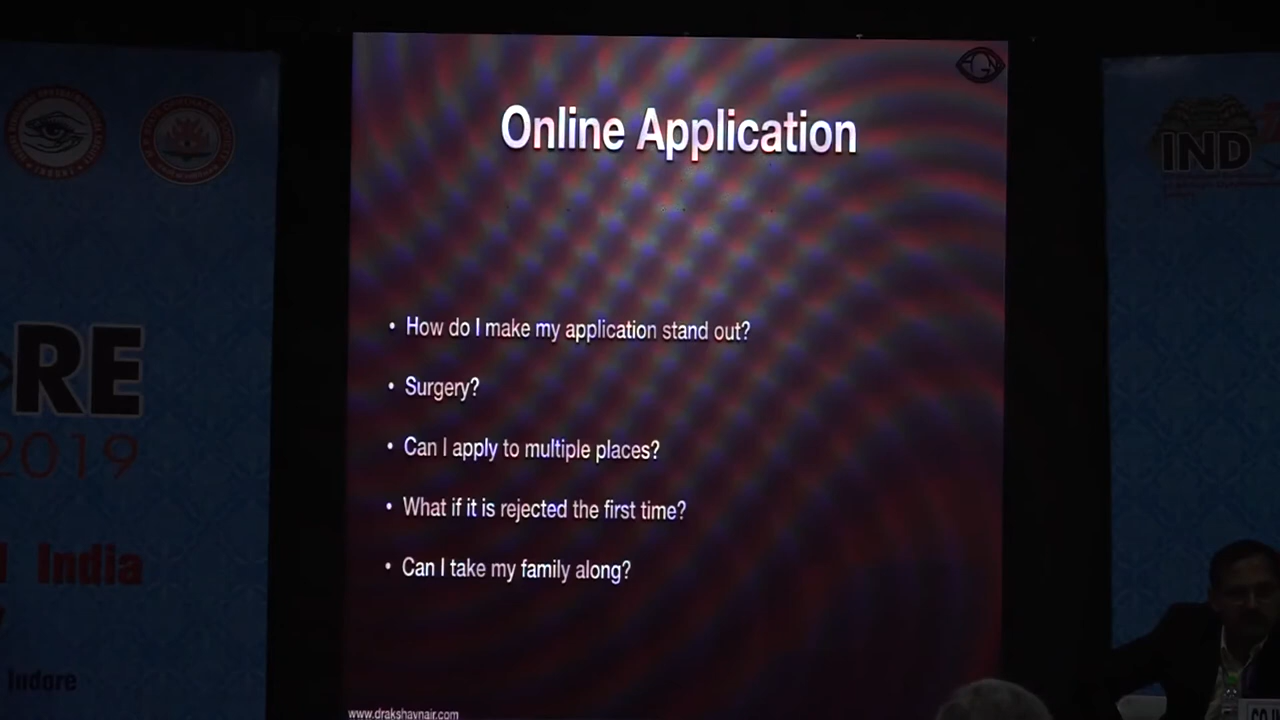 Online Application
• How do I make my application stand out?
• Surgery?
• Can I apply to multiple places?
• What if it is rejected the first time?
• Can I take my family along?
www.drakshaynair.com
RE
2019
India
Indore
INDORE
IND